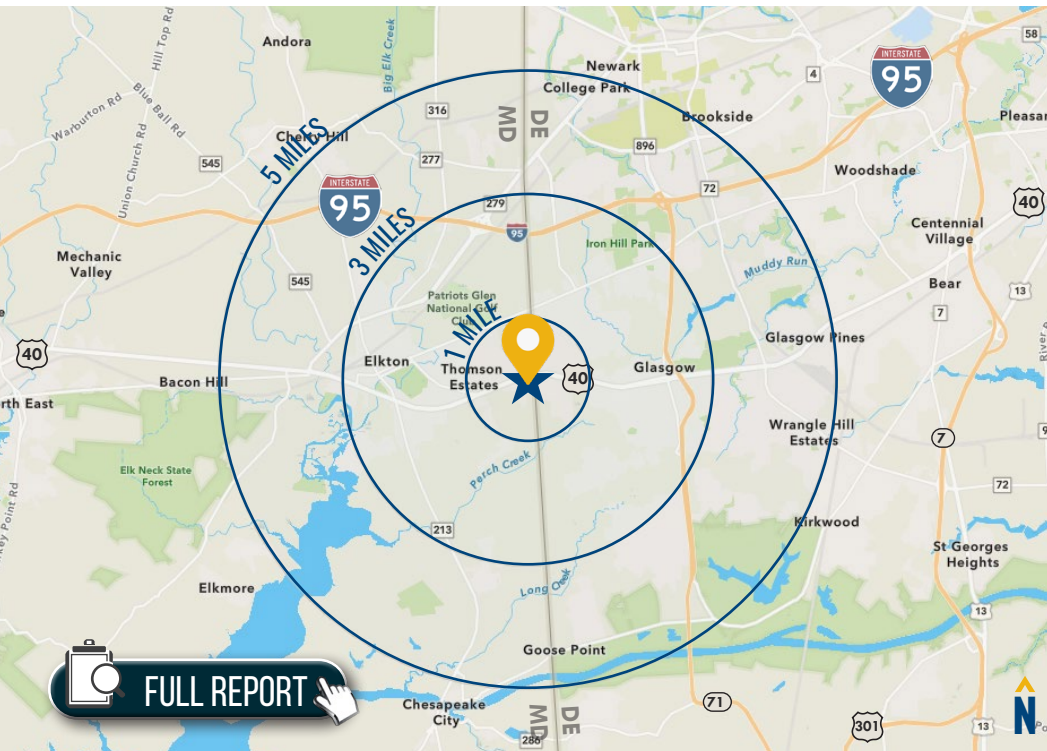 Hill Top Rd
Andora
Big Elk Creek
58
Newark
College Park
4
INTERSTATE
95
Warburton Rd
Blue Ball Rd
316
MD
DE
Brookside
Pleasan
Cherry Hill
5 MILES
896
545
277
Woodshade
Union Church Rd
INTERSTATE
95
72
40
279
3 MILES
95
Centennial
Village
Iron Hill Park
Mechanic
Valley
Muddy Run
545
Bear
13
Patriots Glen
National Golf
Club
7
1 MILE
Glasgow Pines
40
Elkton
Thomson
Estates
40
Glasgow
Bacon Hill
rth East
Wrangle Hill
Estates
7
Perch Creek
Elk Neck State
Forest
72
213
Kirkwood
St Georges
Heights
Elkmore
Long Creek
13
Goose Point
FULL REPORT
Chesapeake
City
71
MD
DE
301
13
N
286